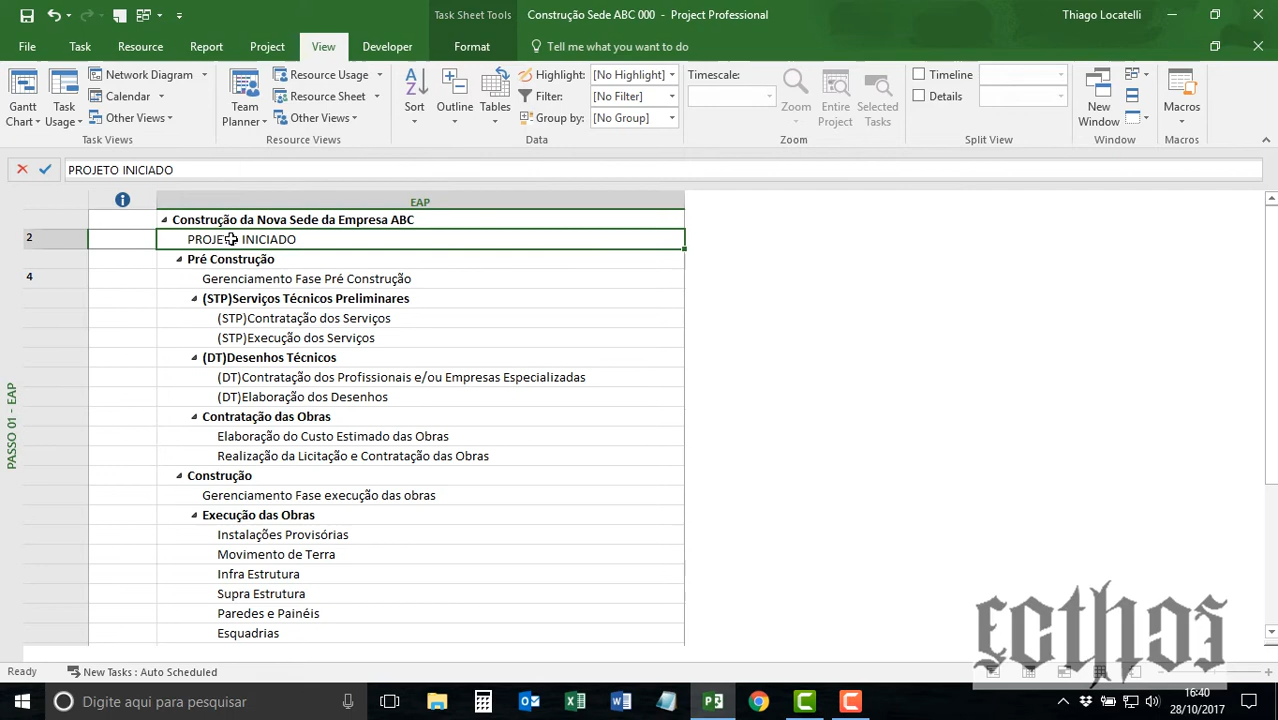 Task Sheet Tools
Construção Sede ABC 000 - Project Professional
Thiago Locatelli
File Task Resource Report Project View Developer Format Tell me what you want to do
Gantt Chart
Task Usage
Network Diagram
Calendar
Other Views
Task Views
Team Planner
Resource Usage
Resource Sheet
Other Views
Resource Views
Sort
Outline
Tables
Highlight: [No Highlight]
Filter: [No Filter]
Group by: [No Group]
Data
Timescale:
Zoom
Entire Project
Selected Tasks
Zoom
Timeline
Details
Split View
New Window
Window
Macros
Macros
PROJETO INICIADO
EAP
Construção da Nova Sede da Empresa ABC
2 PROJETO INICIADO
Pré Construção
4 Gerenciamento Fase Pré Construção
(STP)Serviços Técnicos Preliminares
(STP)Contratação dos Serviços
(STP)Execução dos Serviços
(DT)Desenhos Técnicos
(DT)Contratação dos Profissionais e/ou Empresas Especializadas
(DT)Elaboração dos Desenhos
Contratação das Obras
Elaboração do Custo Estimado das Obras
Realização da Licitação e Contratação das Obras
Construção
Gerenciamento Fase execução das obras
Execução das Obras
Instalações Provisórias
Movimento de Terra
Infra Estrutura
Supra Estrutura
Paredes e Painéis
Esquadrias
PASSO 01 - EAP
ecthos
Ready New Tasks : Auto Scheduled
Digite aqui para pesquisar
16:40
28/10/2017